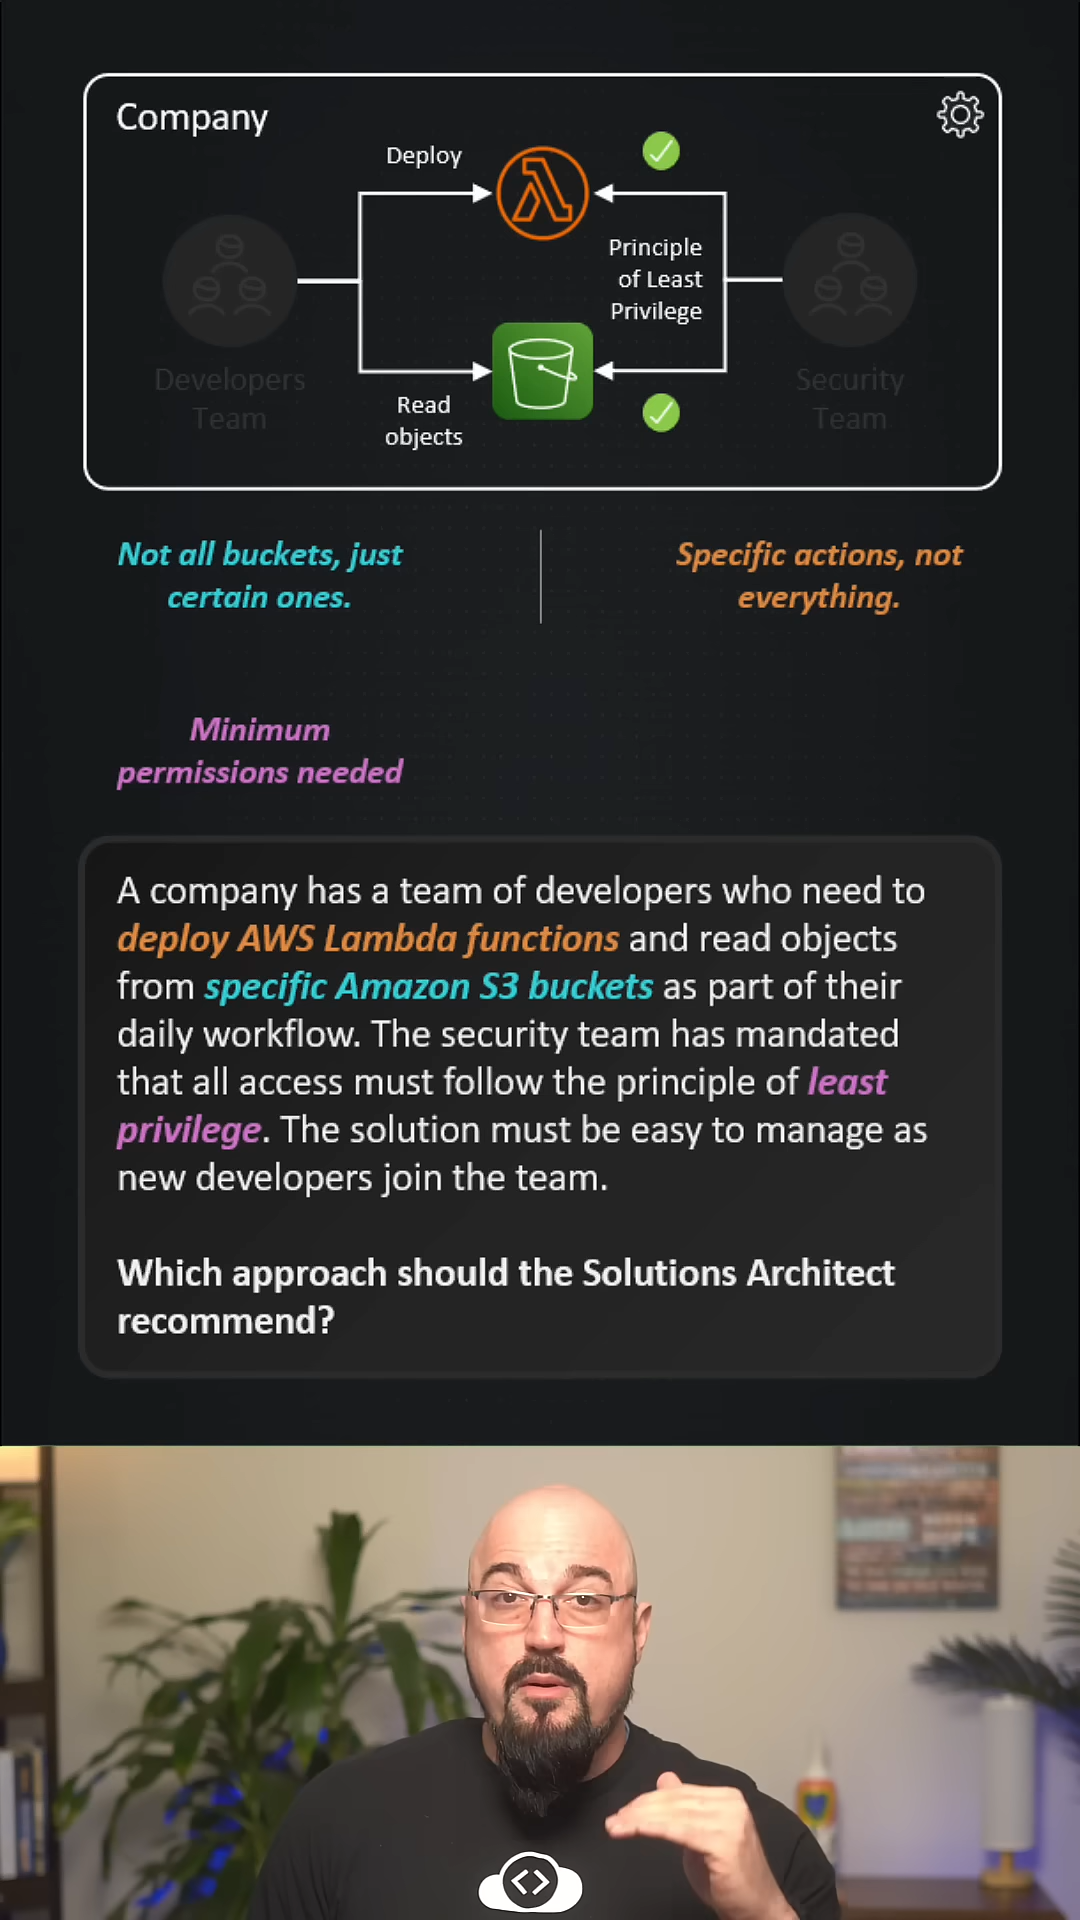 Company
Deploy
Principle
of Least
Privilege
Developers
Team
Security
Team
Read
objects
Not all buckets, just
certain ones.
Specific actions, not
everything.
Minimum
permissions needed
A company has a team of developers who need to
deploy AWS Lambda functions and read objects
from specific Amazon S3 buckets as part of their
daily workflow. The security team has mandated
that all access must follow the principle of least
privilege. The solution must be easy to manage as
new developers join the team.
Which approach should the Solutions Architect
recommend?